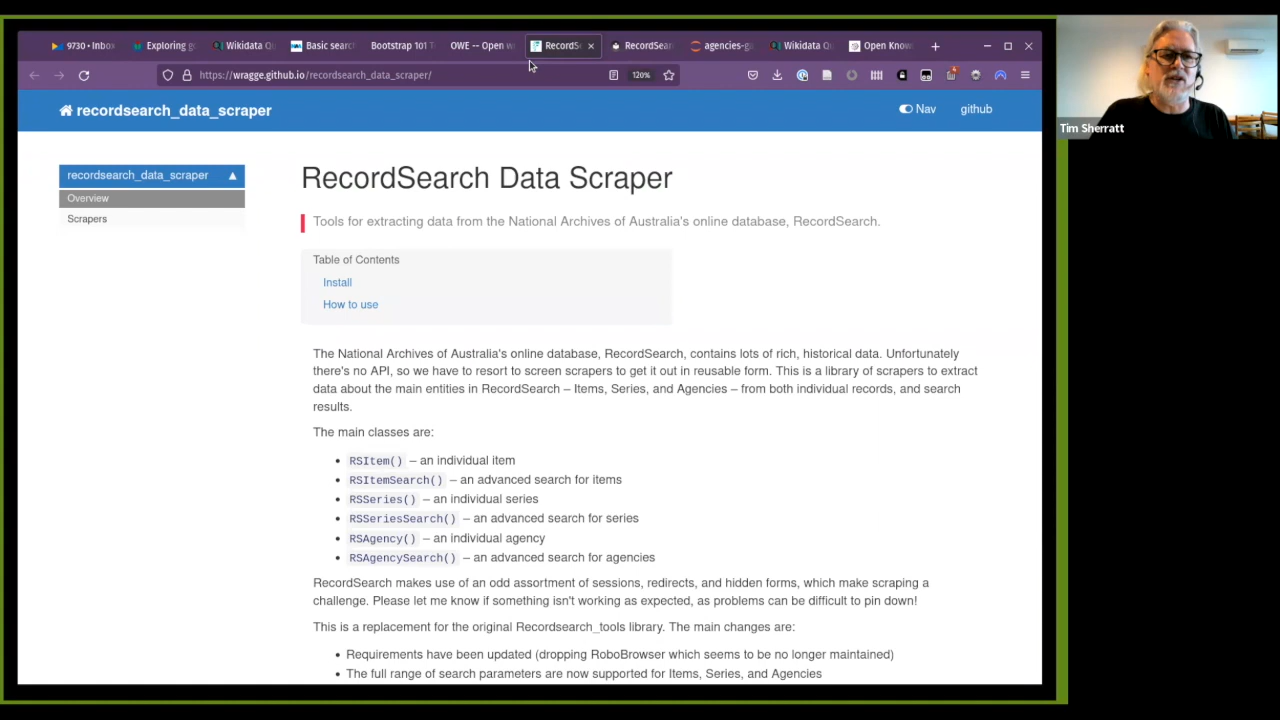 9730 • Inbox
Exploring g
Wikidata Q
Basic searc
Bootstrap 101 T
OWE -- Open w
RecordS
RecordSear
agencies-g
Wikidata Q
Open Know
https://wragge.github.io/recordsearch_data_scraper/
120%
recordsearch_data_scraper
Nav
github
Tim Sherratt
recordsearch_data_scraper
Overview
Scrapers
RecordSearch Data Scraper
Tools for extracting data from the National Archives of Australia's online database, RecordSearch.
Table of Contents
Install
How to use
The National Archives of Australia's online database, RecordSearch, contains lots of rich, historical data. Unfortunately
there's no API, so we have to resort to screen scrapers to get it out in reusable form. This is a library of scrapers to extract
data about the main entities in RecordSearch – Items, Series, and Agencies – from both individual records, and search
results.
The main classes are:
• RSItem() – an individual item
• RSItemSearch() – an advanced search for items
• RSSeries() – an individual series
• RSSeriesSearch() – an advanced search for series
• RSAgency() – an individual agency
• RSAgencySearch() – an advanced search for agencies
RecordSearch makes use of an odd assortment of sessions, redirects, and hidden forms, which make scraping a
challenge. Please let me know if something isn't working as expected, as problems can be difficult to pin down!
This is a replacement for the original Recordsearch_tools library. The main changes are:
• Requirements have been updated (dropping RoboBrowser which seems to be no longer maintained)
• The full range of search parameters are now supported for Items, Series, and Agencies